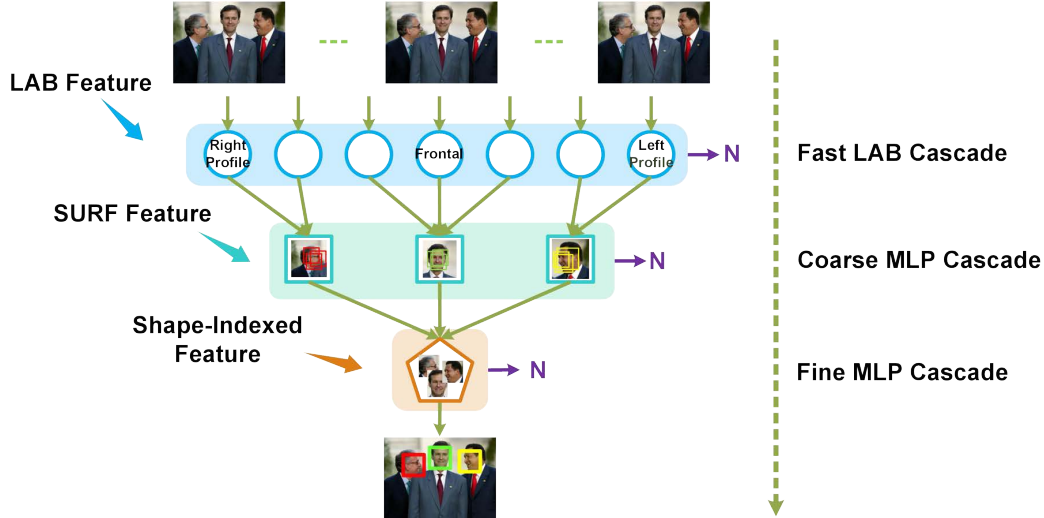 LAB Feature
Right
Profile
Frontal
Left
Profile
N
Fast LAB Cascade
SURF Feature
N
Coarse MLP Cascade
Shape-Indexed
Feature
N
Fine MLP Cascade